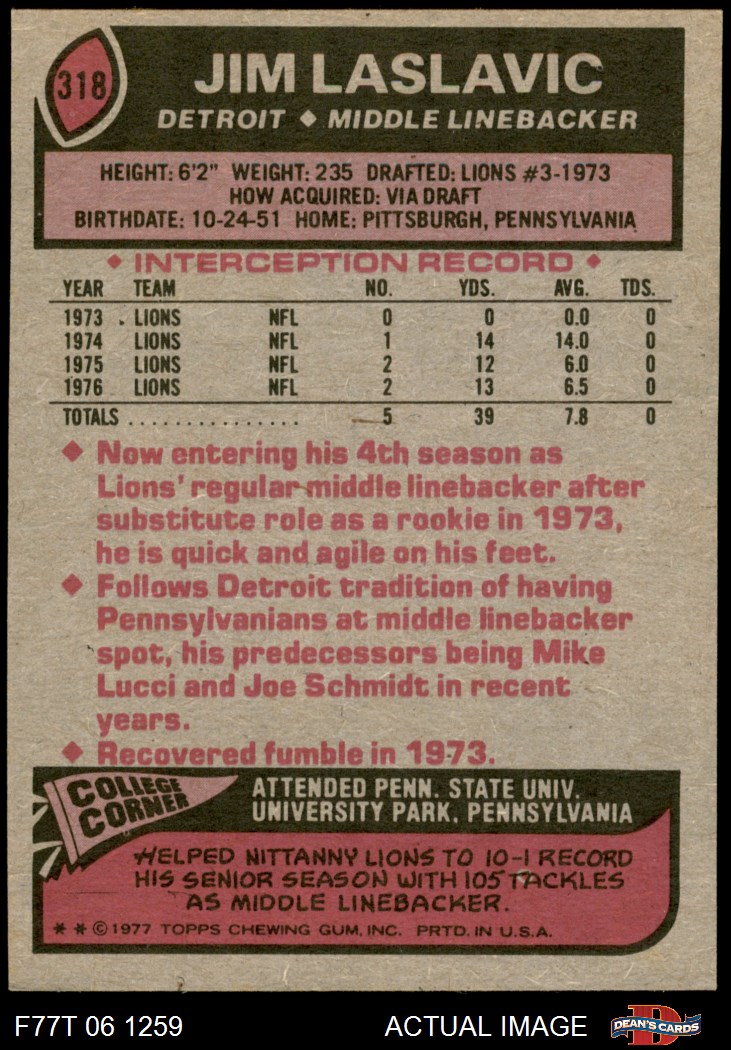 318
JIM LASLAVIC
DETROIT ◆ MIDDLE LINEBACKER
HEIGHT: 6'2" WEIGHT: 235 DRAFTED: LIONS #3-1973
HOW ACQUIRED: VIA DRAFT
BIRTHDATE: 10-24-51 HOME: PITTSBURGH, PENNSYLVANIA
◆ INTERCEPTION RECORD ◆
YEAR TEAM NO. YDS. AVG. TDS.
1973 LIONS NFL 0 0 0.0 0
1974 LIONS NFL 1 14 14.0 0
1975 LIONS NFL 2 12 6.0 0
1976 LIONS NFL 2 13 6.5 0
TOTALS ................ 5 39 7.8 0
◆ Now entering his 4th season as
Lions' regular middle linebacker after
substitute role as a rookie in 1973,
he is quick and agile on his feet.
◆ Follows Detroit tradition of having
Pennsylvanians at middle linebacker
spot, his predecessors being Mike
Lucci and Joe Schmidt in recent
years.
◆ Recovered fumble in 1973.
COLLEGE
CORNER
ATTENDED PENN. STATE UNIV.
UNIVERSITY PARK, PENNSYLVANIA
HELPED NITTANNY LIONS TO 10-1 RECORD
HIS SENIOR SEASON WITH 105 TACKLES
AS MIDDLE LINEBACKER.
* * © 1977 TOPPS CHEWING GUM, INC. PRTD. IN U.S.A.
F77T 06 1259 ACTUAL IMAGE D DEAN'S CARDS